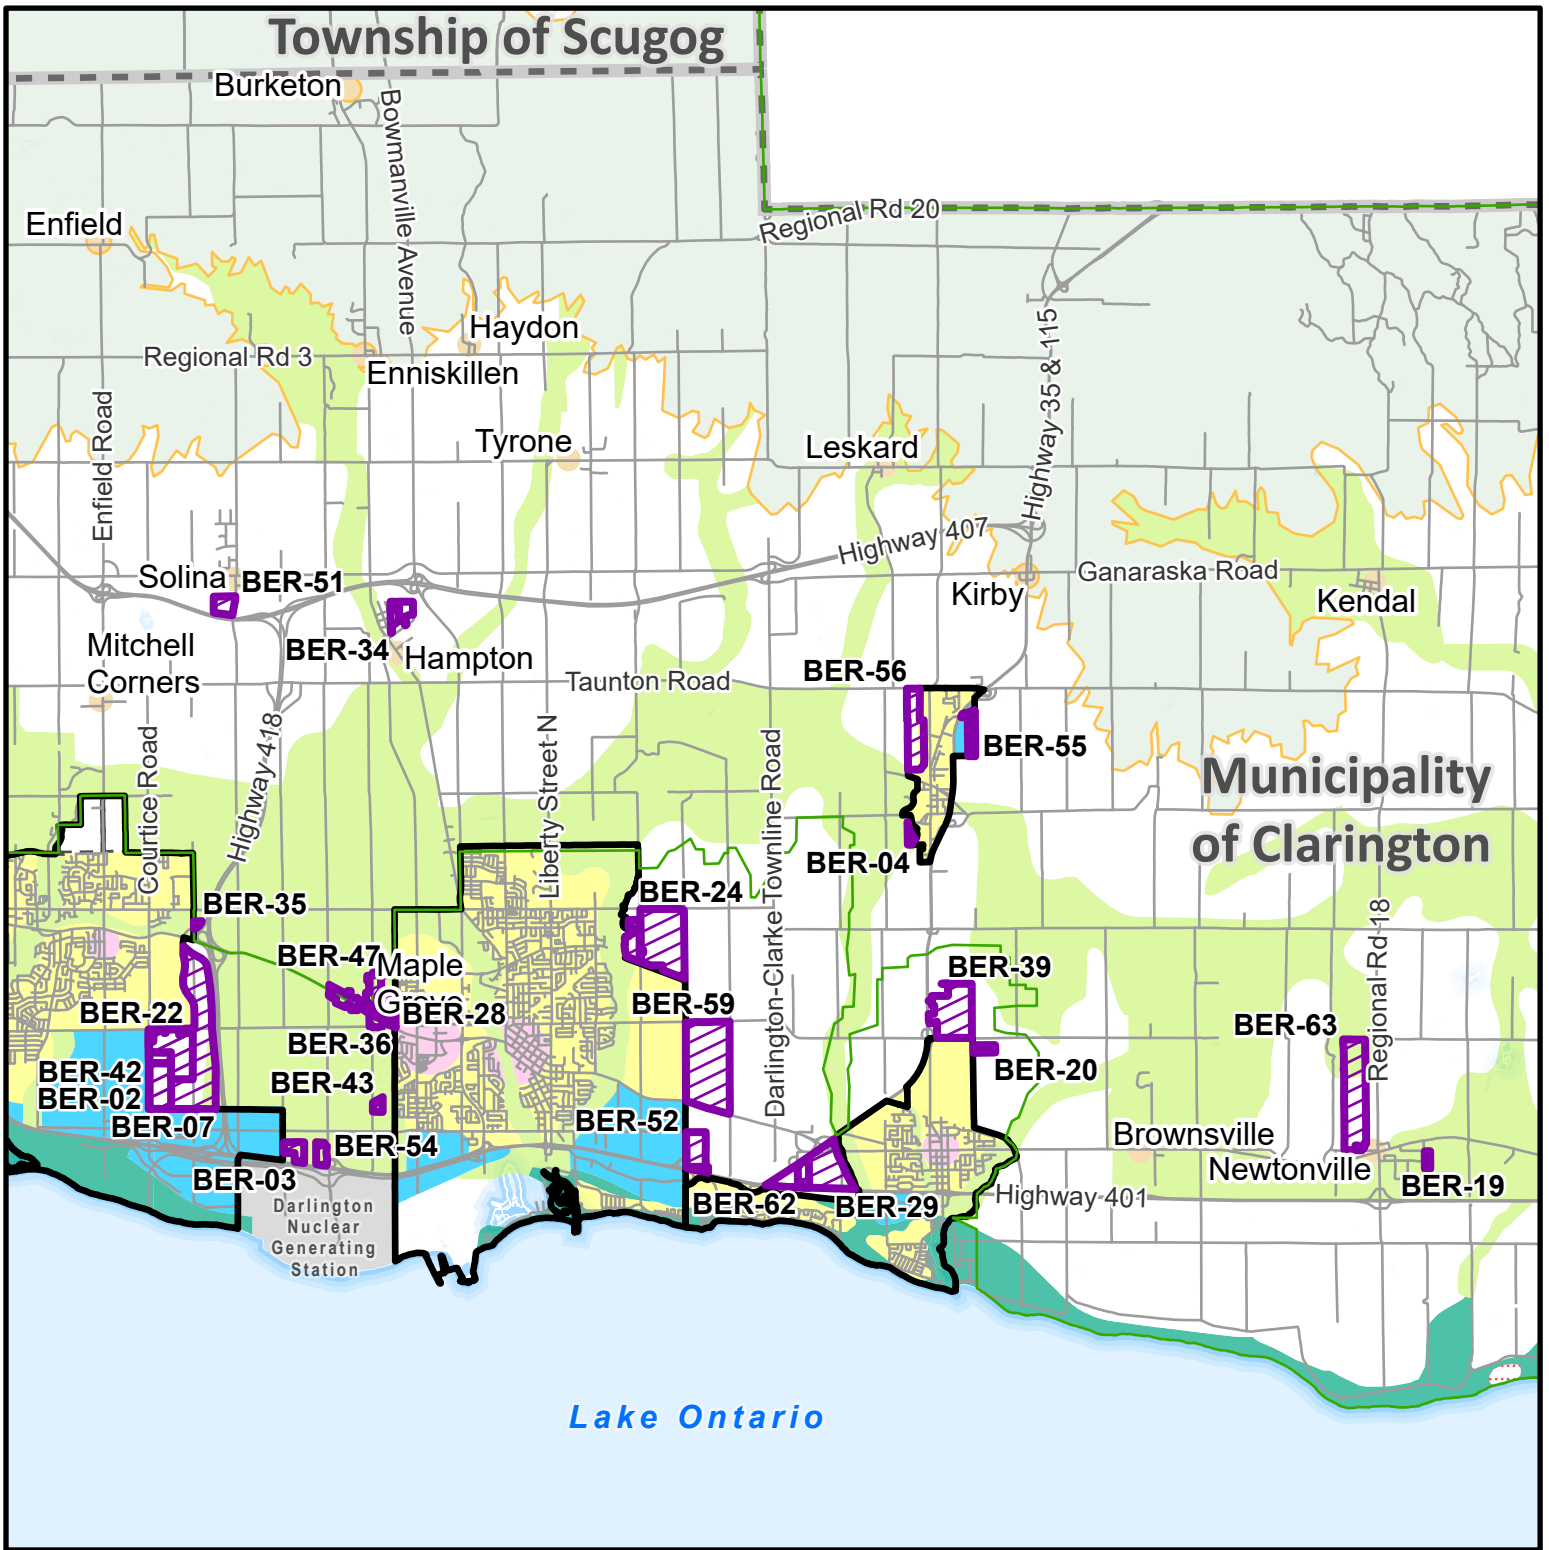 Township of Scugog
Burketon
Bowmanville Avenue
Enfield
Regional Rd 20
Haydon
Regional Rd 3
Enniskillen
Highway 35 & 115
Enfield Road
Tyrone
Leskard
Highway 407
Solina
BER-51
Kirby
Ganaraska Road
Kendal
Mitchell
Corners
BER-34
Hampton
Taunton Road
BER-56
Courtice Road
Highway 418
Liberty Street N
Darlington-Clarke Townline Road
BER-55
Municipality
of Clarington
BER-04
BER-35
BER-24
Regional Rd 18
BER-47
Maple
Grove
BER-39
BER-22
BER-28
BER-59
BER-63
BER-36
BER-42
BER-43
BER-20
BER-02
BER-07
BER-52
BER-54
Brownsville
Newtonville
BER-03
BER-62
BER-29
Highway 401
BER-19
Darlington
Nuclear
Generating
Station
Lake Ontario